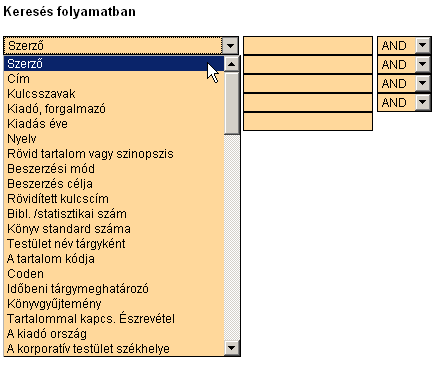 Keresés folyamatban
Szerző AND
Szerző
Cím AND
Kulcsszavak AND
Kiadó, forgalmazó AND
Kiadás éve
Nyelv
Rövid tartalom vagy szinopszis
Beszerzési mód
Beszerzés célja
Rövidített kulcscím
Bibl. /statisztikai szám
Könyv standard száma
Testület név tárgyként
A tartalom kódja
Coden
Időbeni tárgymeghatározó
Könyvgyűjtemény
Tartalommal kapcs. Észrevétel
A kiadó ország
A korporatív testület székhelye